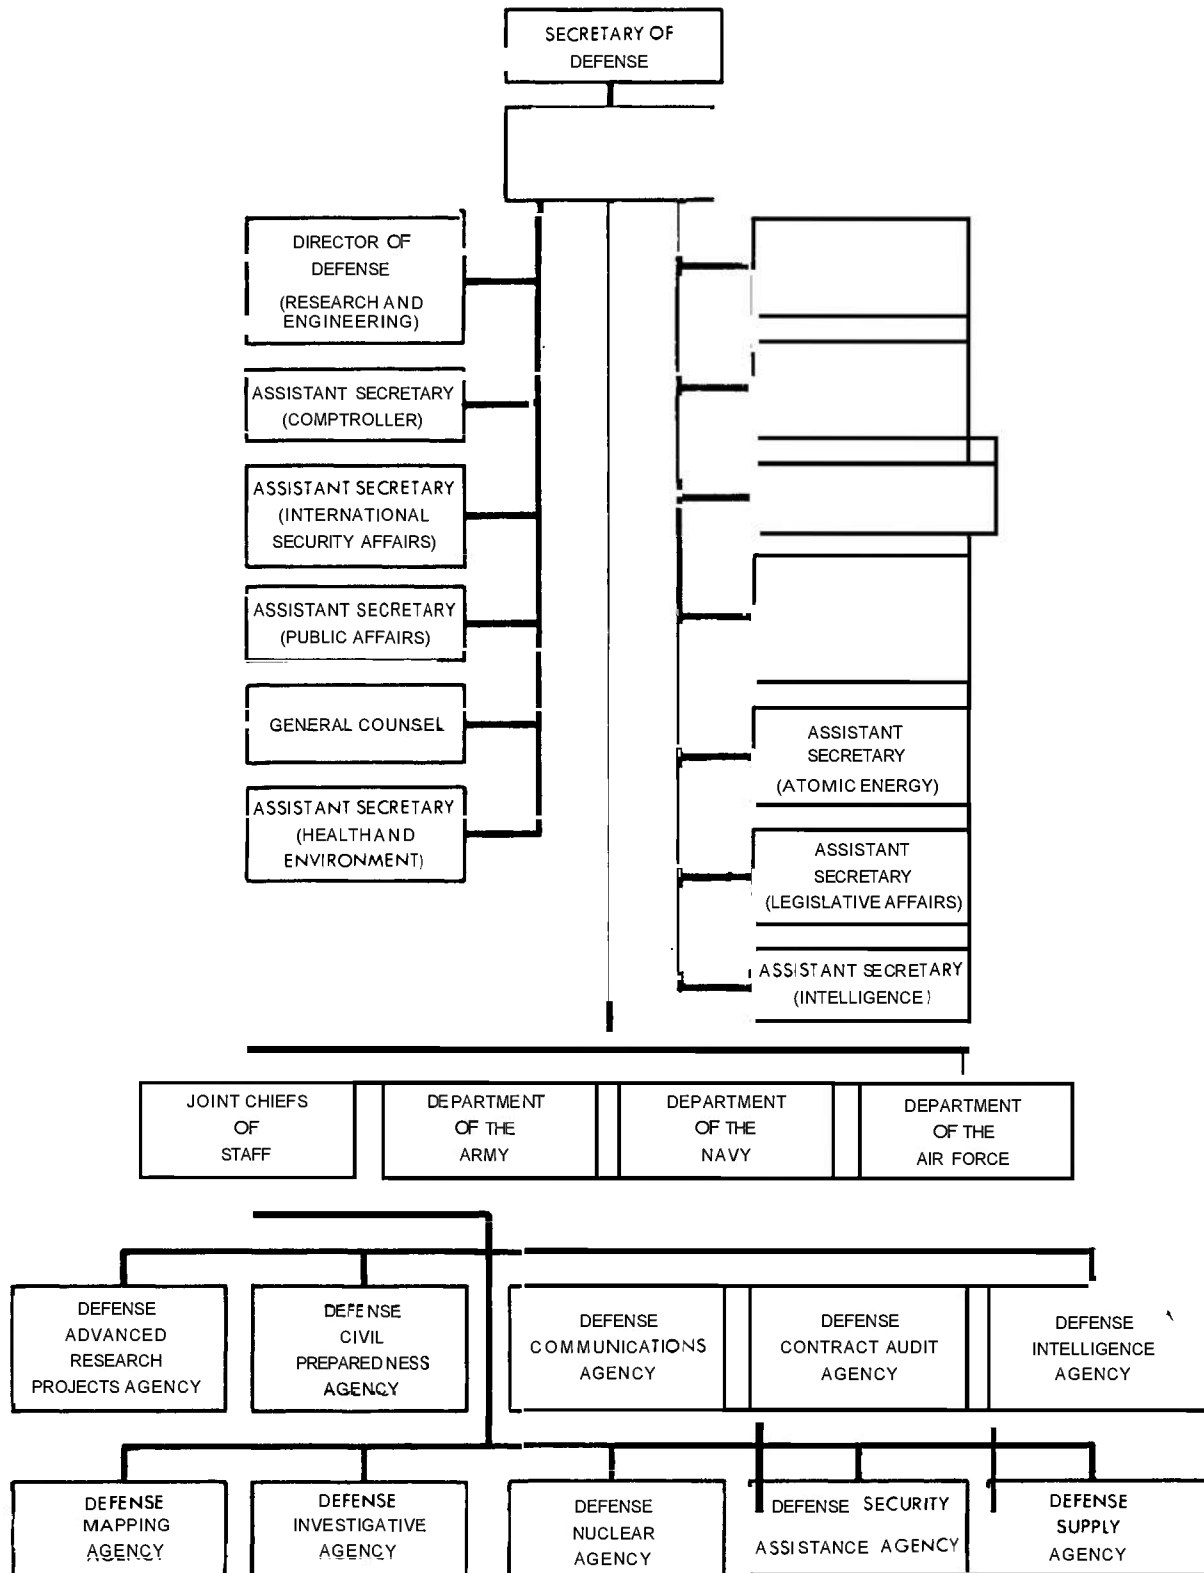 SECRETARY OF
DEFENSE
DIRECTOR OF
DEFENSE
(RESEARCH AND
ENGINEERING)
ASSISTANT SECRETARY
(COMPTROLLER)
ASSISTANT SECRETARY
(INTERNATIONAL
SECURITY AFFAIRS)
ASSISTANT SECRETARY
(PUBLIC AFFAIRS)
GENERAL COUNSEL
ASSISTANT SECRETARY
(HEALTH AND
ENVIRONMENT)
ASSISTANT
SECRETARY
(ATOMIC ENERGY)
ASSISTANT
SECRETARY
(LEGISLATIVE AFFAIRS)
ASSISTANT SECRETARY
(INTELLIGENCE)
JOINT CHIEFS
OF
STAFF
DEPARTMENT
OF THE
ARMY
DEPARTMENT
OF THE
NAVY
DEPARTMENT
OF THE
AIR FORCE
DEFENSE
ADVANCED
RESEARCH
PROJECTS AGENCY
DEFENSE
CIVIL
PREPAREDNESS
AGENCY
DEFENSE
COMMUNICATIONS
AGENCY
DEFENSE
CONTRACT AUDIT
AGENCY
DEFENSE
INTELLIGENCE
AGENCY
DEFENSE
MAPPING
AGENCY
DEFENSE
INVESTIGATIVE
AGENCY
DEFENSE
NUCLEAR
AGENCY
DEFENSE SECURITY
ASSISTANCE AGENCY
DEFENSE
SUPPLY
AGENCY